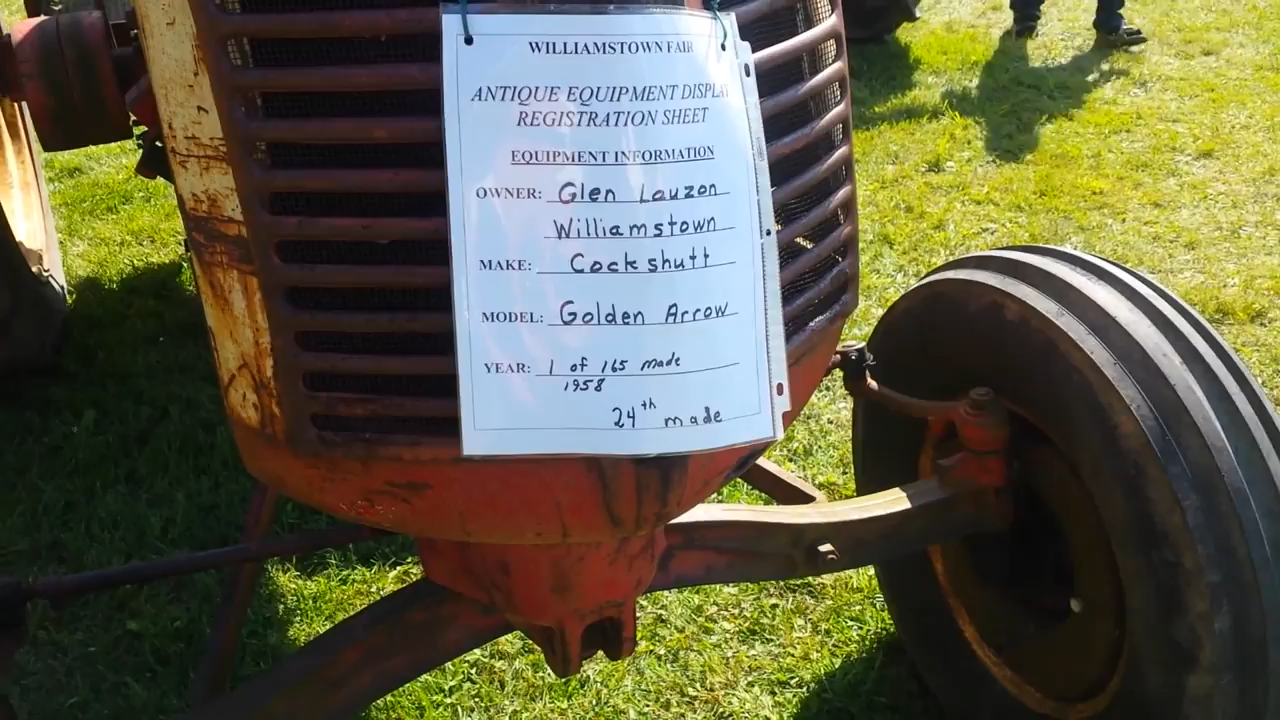 WILLIAMSTOWN FAIR
ANTIQUE EQUIPMENT DISPLAY
REGISTRATION SHEET
EQUIPMENT INFORMATION
OWNER: Glen Lauzon
Williamstown
MAKE: Cockshutt
MODEL: Golden Arrow
YEAR: 1 of 165 made
1958
24th made